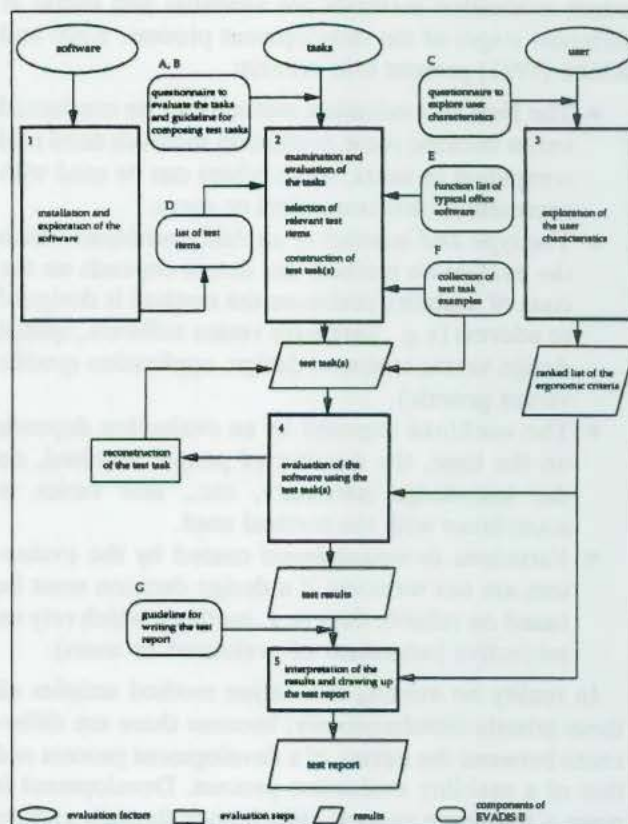 software
tasks
user
A, B
questionnaire to
evaluate the tasks
and guideline for
composing test tasks
C
questionnaire to
explore user
characteristics
1
installation and
exploration of the
software
2
examination and
evaluation of
the tasks
selection of
relevant test
items
construction of
test task(s)
3
exploration of
the user
characteristics
D
list of test
items
E
function list of
typical office
software
F
collection of
test task
examples
test task(s)
ranked list of the
ergonomic criteria
reconstruction
of the test task
evaluation of the
software using the
test task(s)
test results
G
guideline for
writing the test
report
5
interpretation of
the results and drawing up
the test report
test report
evaluation factors
evaluation steps
results
components of
EVADIS II